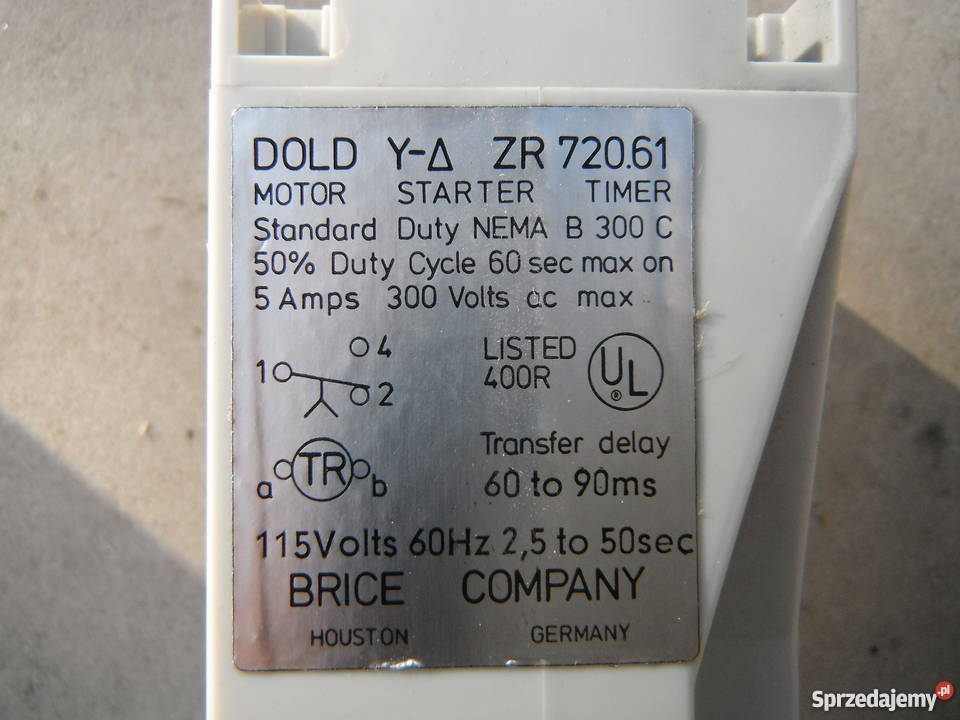 DOLD Y-Δ ZR 720.61
MOTOR STARTER TIMER
Standard Duty NEMA B 300 C
50% Duty Cycle 60 sec max on
5 Amps 300 Volts ac max
4
1
2
LISTED
400R
UL
®
TR
a
b
Transfer delay
60 to 90ms
115Volts 60Hz 2,5 to 50sec
BRICE COMPANY
HOUSTON GERMANY
Sprzedajemy.pl